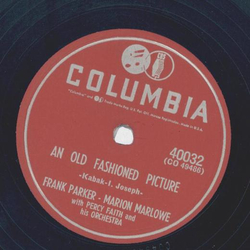 COLUMBIA
40032
(CO 49486)
AN OLD FASHIONED PICTURE
-Kabak-I. Joseph-
FRANK PARKER - MARION MARLOWE
with PERCY FAITH and
his ORCHESTRA